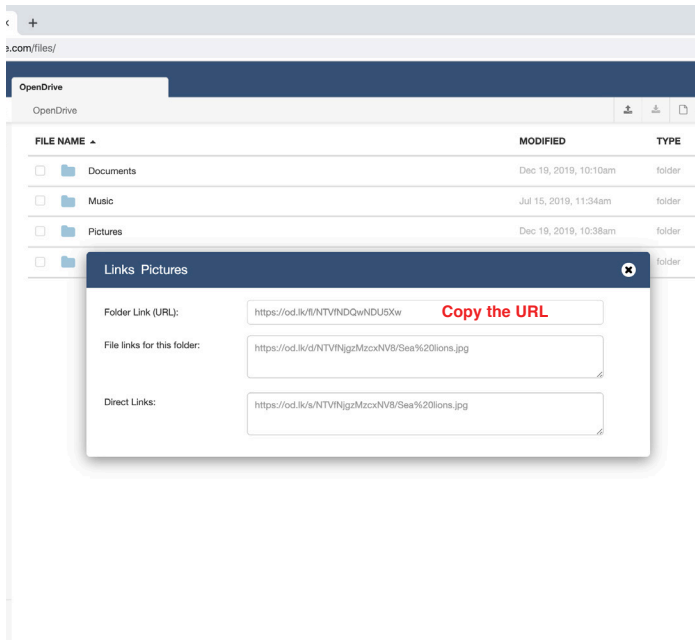 +
e.com/files/
OpenDrive
OpenDrive
FILE NAME MODIFIED TYPE
Documents Dec 19, 2019, 10:10am folder
Music Jul 15, 2019, 11:34am folder
Pictures Dec 19, 2019, 10:38am folder
folder
Links Pictures
Folder Link (URL): https://od.lk/fl/NTVfNDQwNDU5Xw Copy the URL
File links for this folder: https://od.lk/d/NTVfNjgzMzcxNV8/Sea%20lions.jpg
Direct Links: https://od.lk/s/NTVfNjgzMzcxNV8/Sea%20lions.jpg